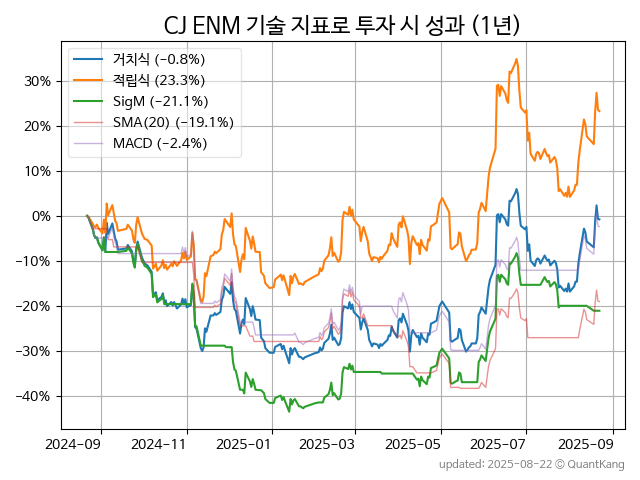 CJ ENM 기술 지표로 투자 시 성과 (1년)
거치식 (−0.8%)
적립식 (23.3%)
SigM (−21.1%)
SMA(20) (−19.1%)
MACD (−2.4%)
30%
20%
10%
0%
−10%
−20%
−30%
−40%
2024-09 2024-11 2025-01 2025-03 2025-05 2025-07 2025-09
updated: 2025-08-22 © QuantKang